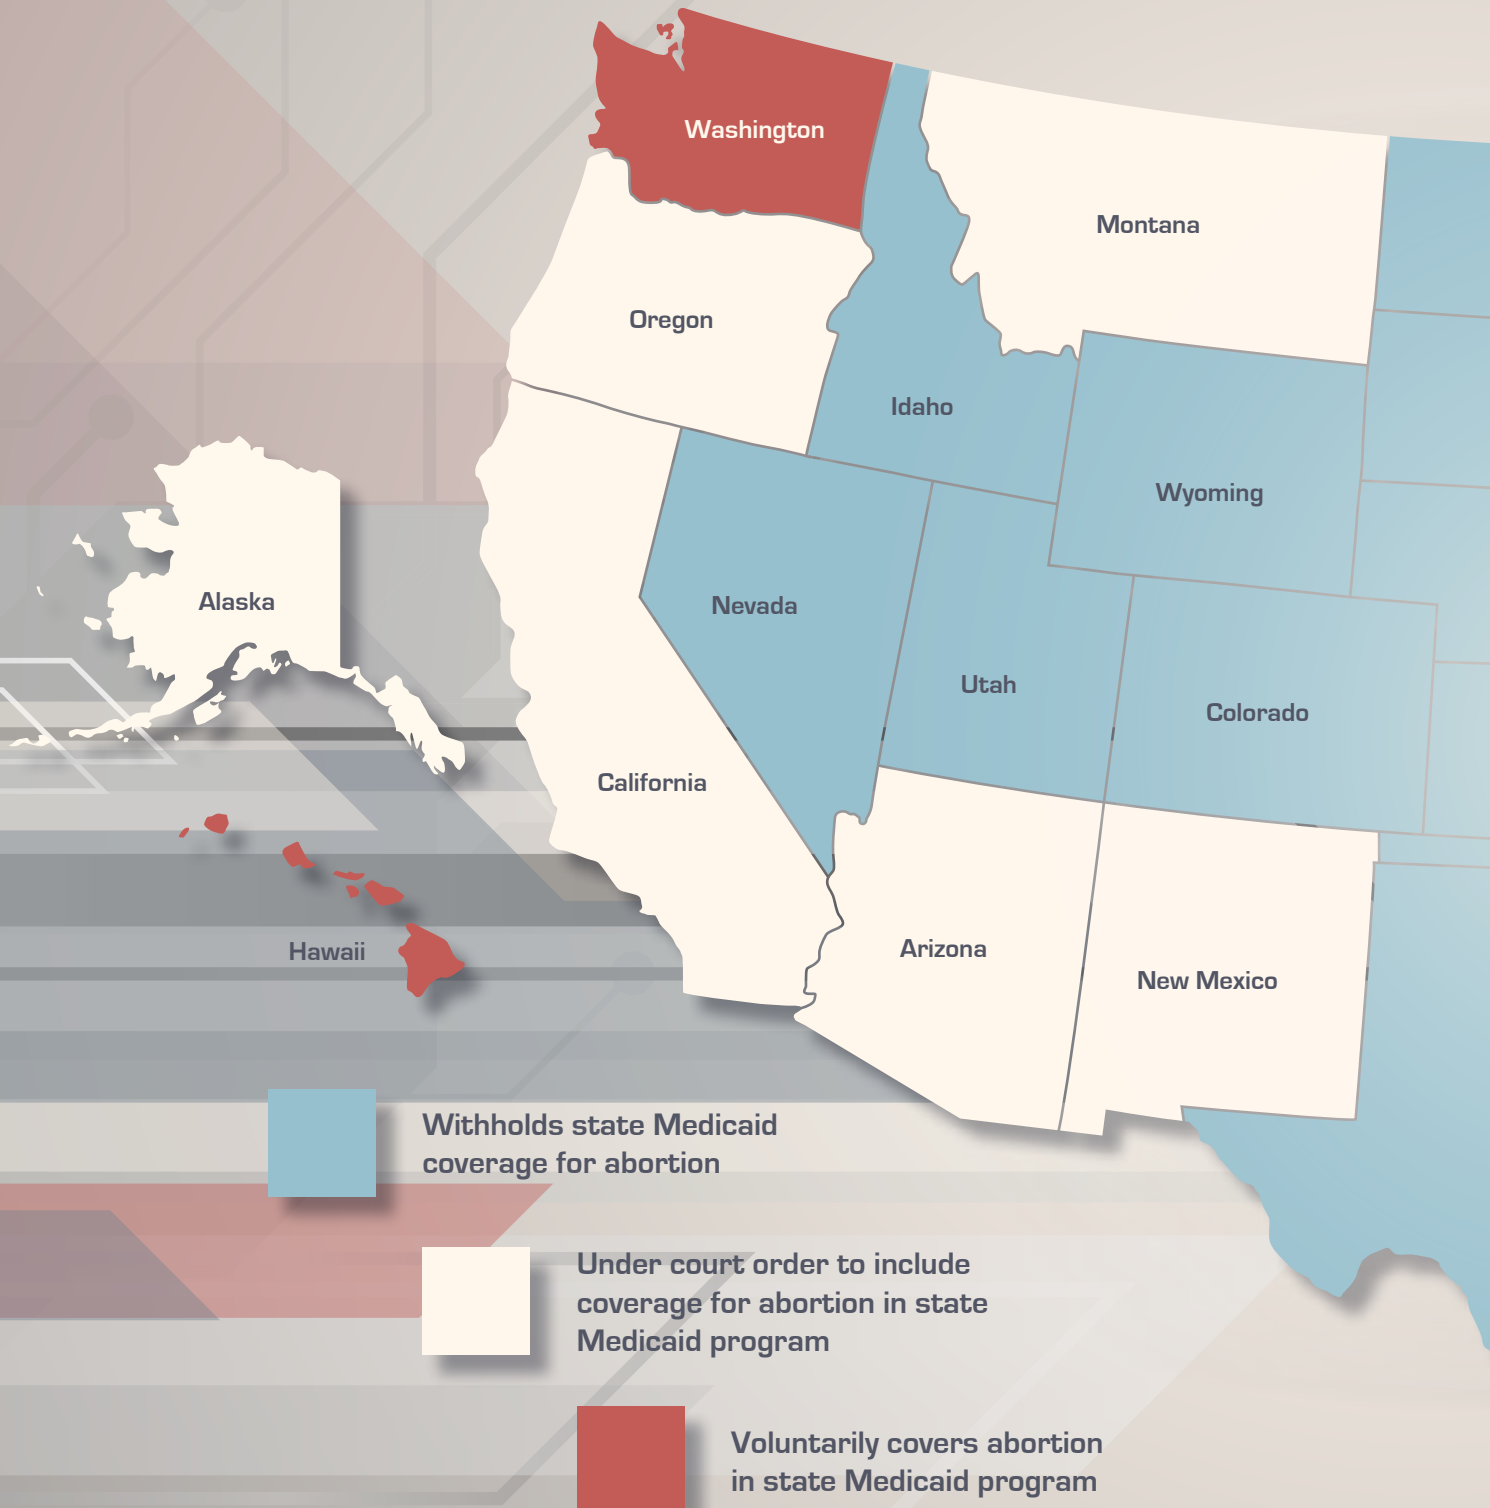 Washington
Montana
Oregon
Idaho
Wyoming
Alaska
Nevada
Utah
Colorado
California
Arizona
Hawaii
New Mexico
Withholds state Medicaid
coverage for abortion
Under court order to include
coverage for abortion in state
Medicaid program
Voluntarily covers abortion
in state Medicaid program